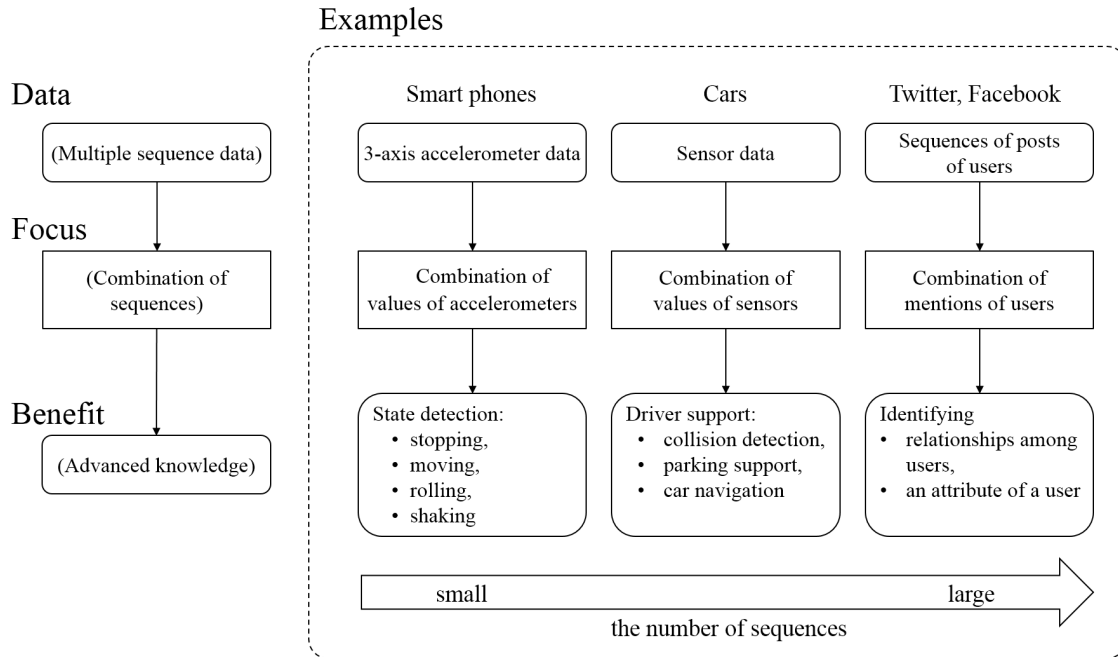 Examples
Data
(Multiple sequence data)
Focus
(Combination of
sequences)
Benefit
(Advanced knowledge)
Smart phones
3-axis accelerometer data
Combination of
values of accelerometers
State detection:
• stopping,
• moving,
• rolling,
• shaking
Cars
Sensor data
Combination of
values of sensors
Driver support:
• collision detection,
• parking support,
• car navigation
Twitter, Facebook
Sequences of posts
of users
Combination of
mentions of users
Identifying
• relationships among
users,
• an attribute of a user
small
large
the number of sequences